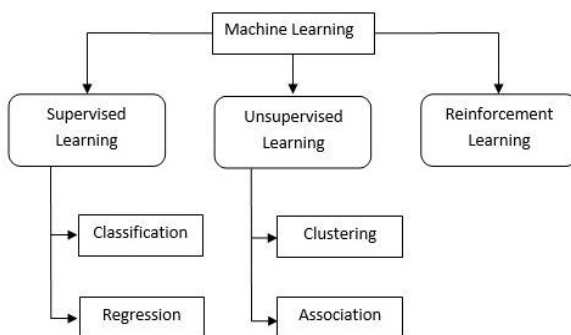 Machine Learning
Supervised
Learning
Unsupervised
Learning
Reinforcement
Learning
Classification
Clustering
Regression
Association